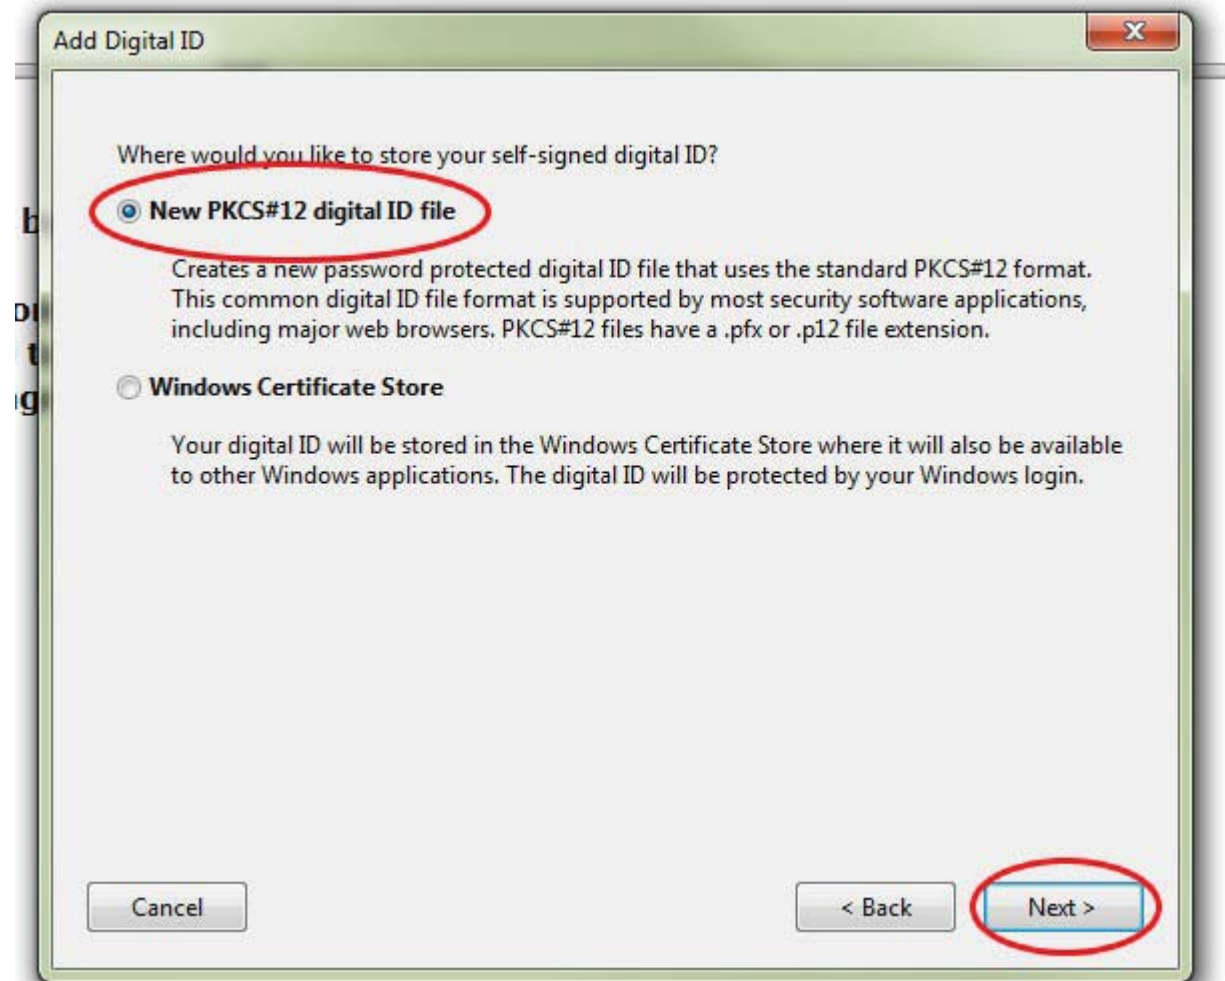 Add Digital ID
x
Where would you like to store your self-signed digital ID?
New PKCS#12 digital ID file
Creates a new password protected digital ID file that uses the standard PKCS#12 format.
This common digital ID file format is supported by most security software applications,
including major web browsers. PKCS#12 files have a .pfx or .p12 file extension.
Windows Certificate Store
Your digital ID will be stored in the Windows Certificate Store where it will also be available
to other Windows applications. The digital ID will be protected by your Windows login.
Cancel
< Back
Next >